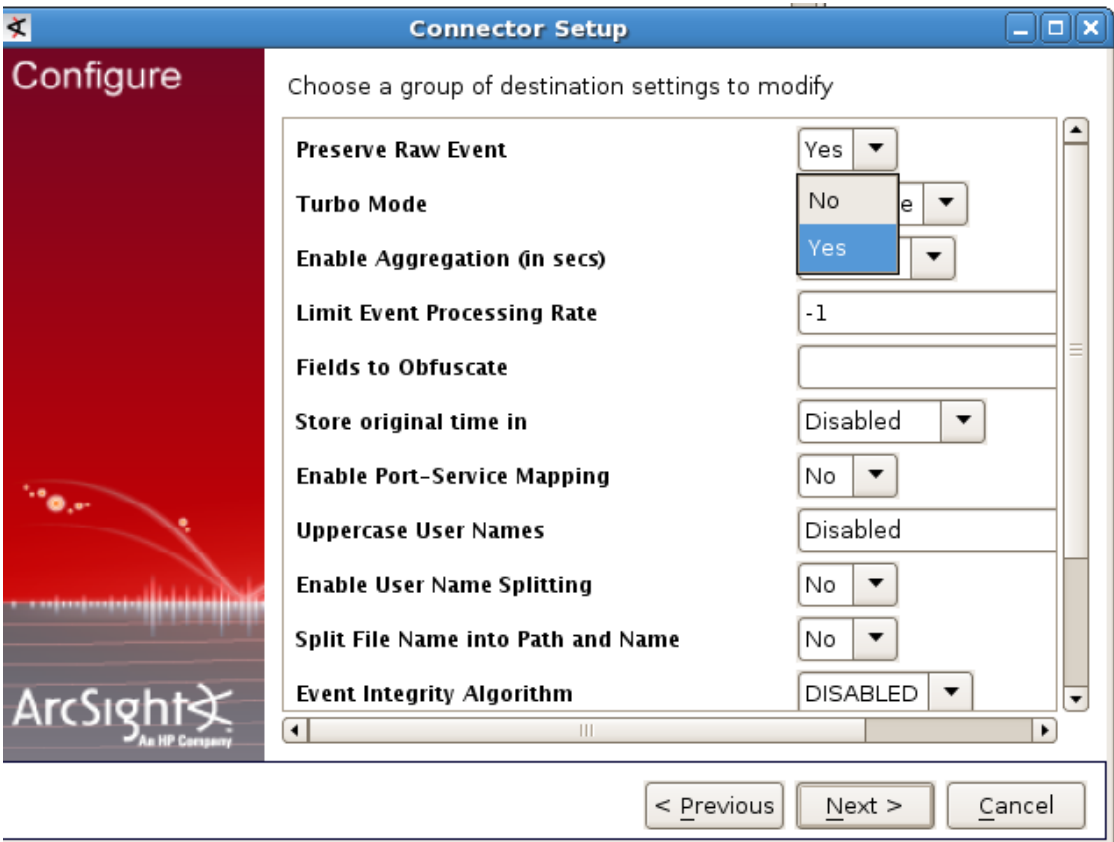 Connector Setup
Configure
Choose a group of destination settings to modify
Preserve Raw Event Yes
No
Yes
Turbo Mode e
Enable Aggregation (in secs)
Limit Event Processing Rate -1
Fields to Obfuscate
Store original time in Disabled
Enable Port-Service Mapping No
Uppercase User Names Disabled
Enable User Name Splitting No
Split File Name into Path and Name No
Event Integrity Algorithm DISABLED
ArcSight
An HP Company
< Previous Next > Cancel